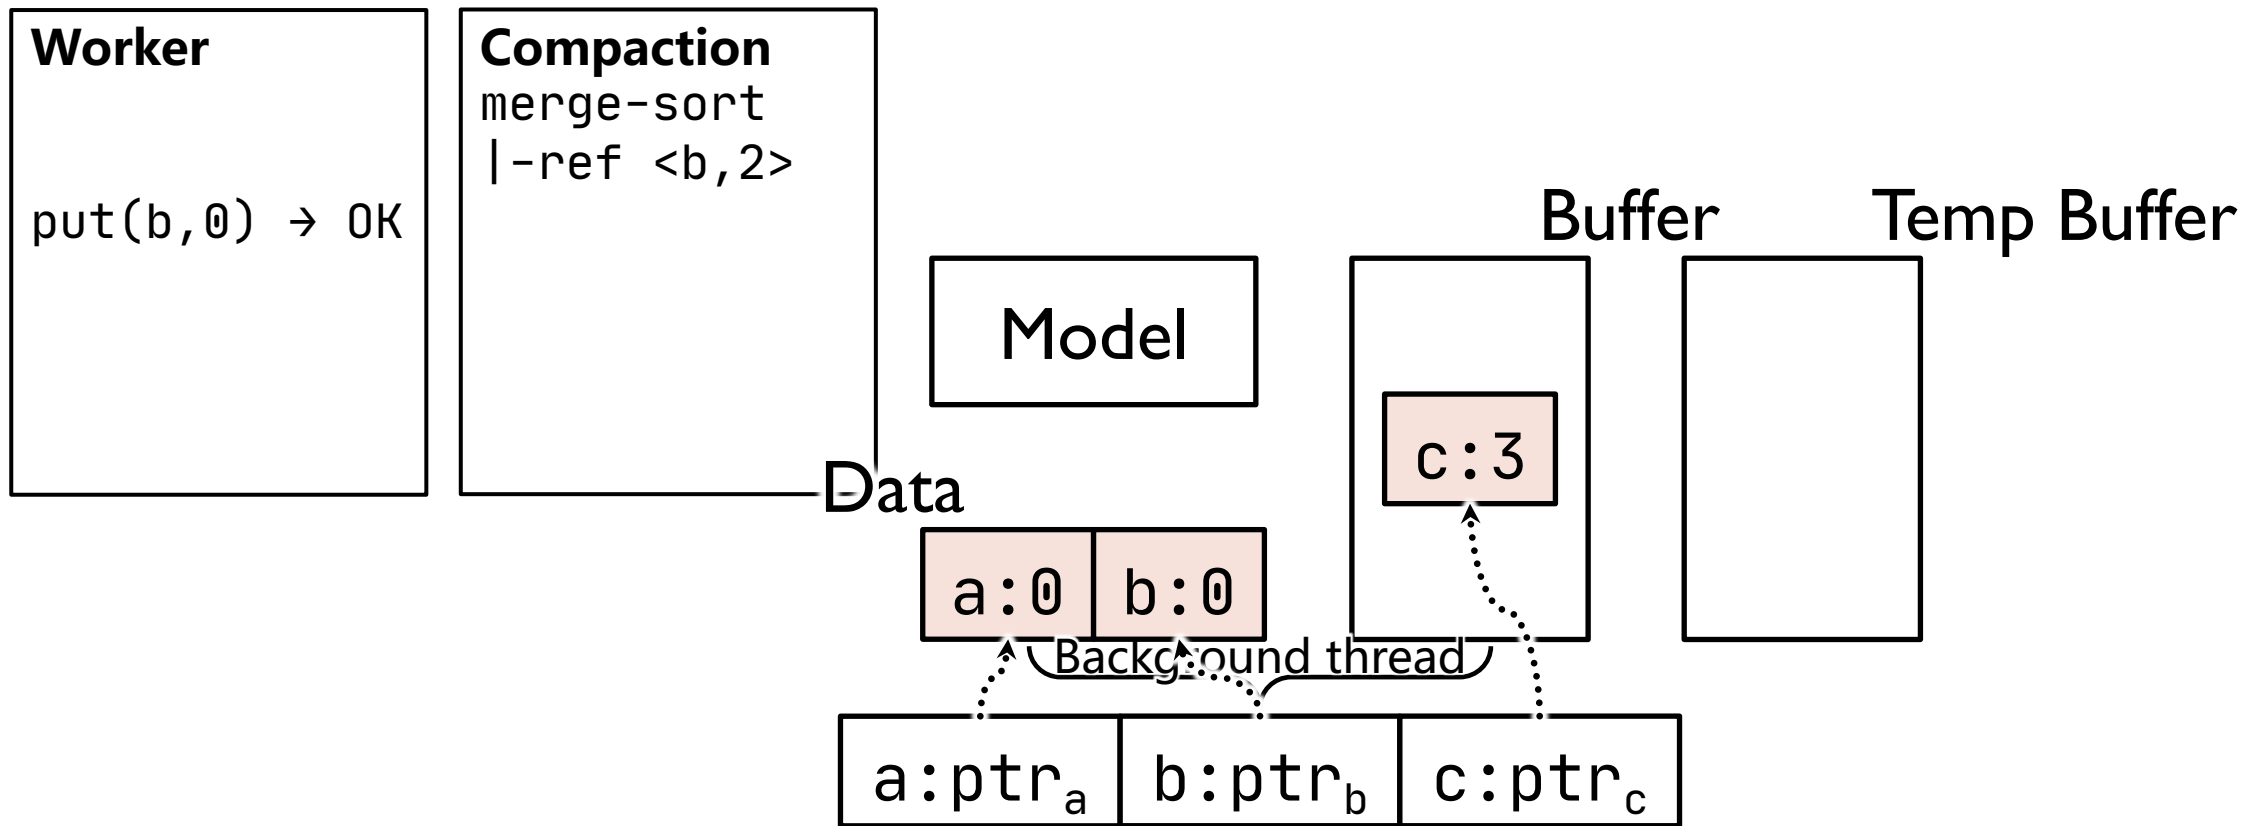 Worker
put(b,0) → OK
Compaction
merge-sort
|-ref <b,2>
Buffer
Temp Buffer
Model
c:3
Data
a:0 b:0
Background thread
a:ptra b:ptrb c:ptrc